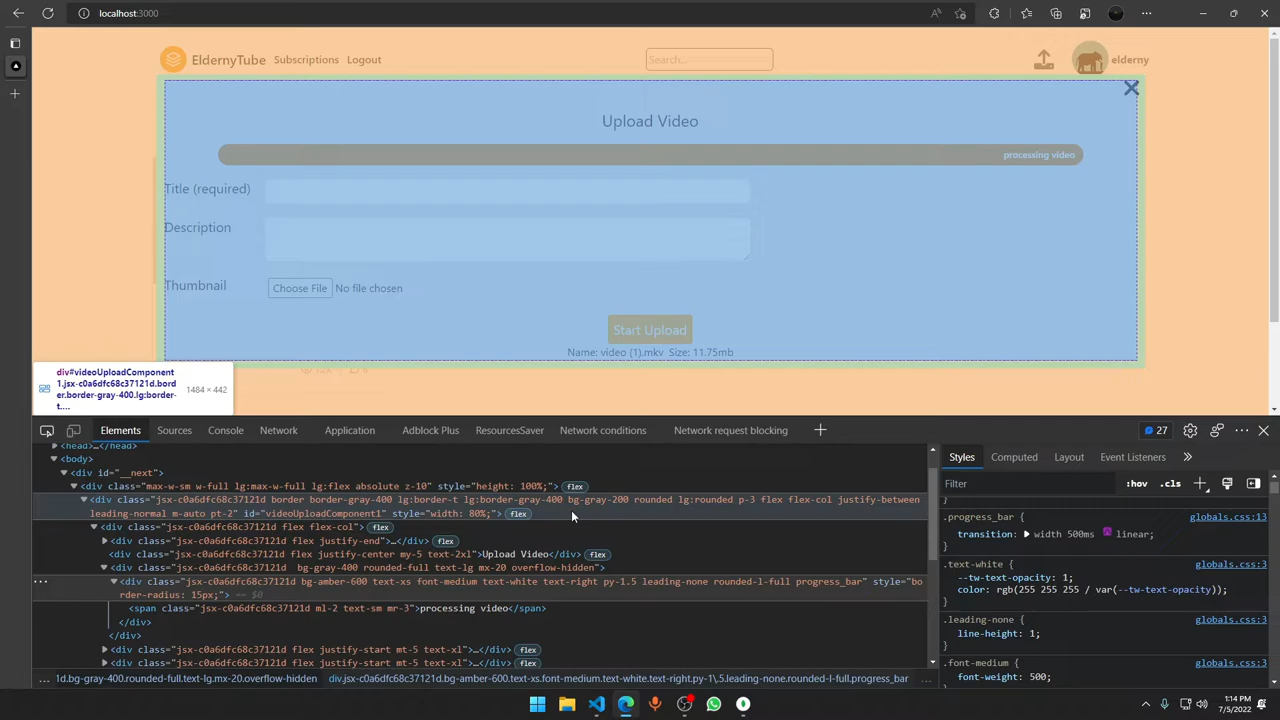 localhost:3000
EldernyTube Subscriptions Logout
Search...
elderny
Upload Video
processing video
Title (required)
Description
Thumbnail
Choose File No file chosen
Start Upload
Name: video (1).mkv Size: 11.75mb
div#videoUploadComponent
1.jsx-c0a6dfc68c37121d.bord
er.border-gray-400.lg:border-
t....
1484 × 442
Elements Sources Console Network Application Adblock Plus ResourcesSaver Network conditions Network request blocking
27
<head>...</head>
<body>
<div id="__next">
<div class="max-w-sm w-full lg:max-w-full lg:flex absolute z-10" style="height: 100%;"> flex
<div class="jsx-c0a6dfc68c37121d border border-gray-400 lg:border-t lg:border-gray-400 bg-gray-200 rounded lg:rounded p-3 flex flex-col justify-between
leading-normal m-auto pt-2" id="videoUploadComponent1" style="width: 80%;"> flex
<div class="jsx-c0a6dfc68c37121d flex flex-col"> flex
<div class="jsx-c0a6dfc68c37121d flex justify-end">...</div> flex
<div class="jsx-c0a6dfc68c37121d flex justify-center my-5 text-2xl">Upload Video</div> flex
<div class="jsx-c0a6dfc68c37121d  bg-gray-400 rounded-full text-lg mx-20 overflow-hidden">
<div class="jsx-c0a6dfc68c37121d bg-amber-600 text-xs font-medium text-white text-right py-1.5 leading-none rounded-l-full progress_bar" style="bo
rder-radius: 15px;"> == $0
<span class="jsx-c0a6dfc68c37121d ml-2 text-sm mr-3">processing video</span>
</div>
</div>
<div class="jsx-c0a6dfc68c37121d flex justify-start mt-5 text-xl">...</div> flex
<div class="jsx-c0a6dfc68c37121d flex justify-start mx-5 text-xl">...</div> flex
... 1d.bg-gray-400.rounded-full.text-lg.mx-20.overflow-hidden div.jsx-c0a6dfc68c37121d.bg-amber-600.text-xs.font-medium.text-white.text-right.py-1\.5.leading-none.rounded-l-full.progress_bar ...
Styles Computed Layout Event Listeners
Filter :hov .cls
}
.progress_bar { globals.css:13
transition: width 500ms linear;
}
.text-white { globals.css:3
--tw-text-opacity: 1;
color: rgb(255 255 255 / var(--tw-text-opacity));
}
.leading-none { globals.css:3
line-height: 1;
}
.font-medium { globals.css:3
font-weight: 500;
1:14 PM
7/5/2022